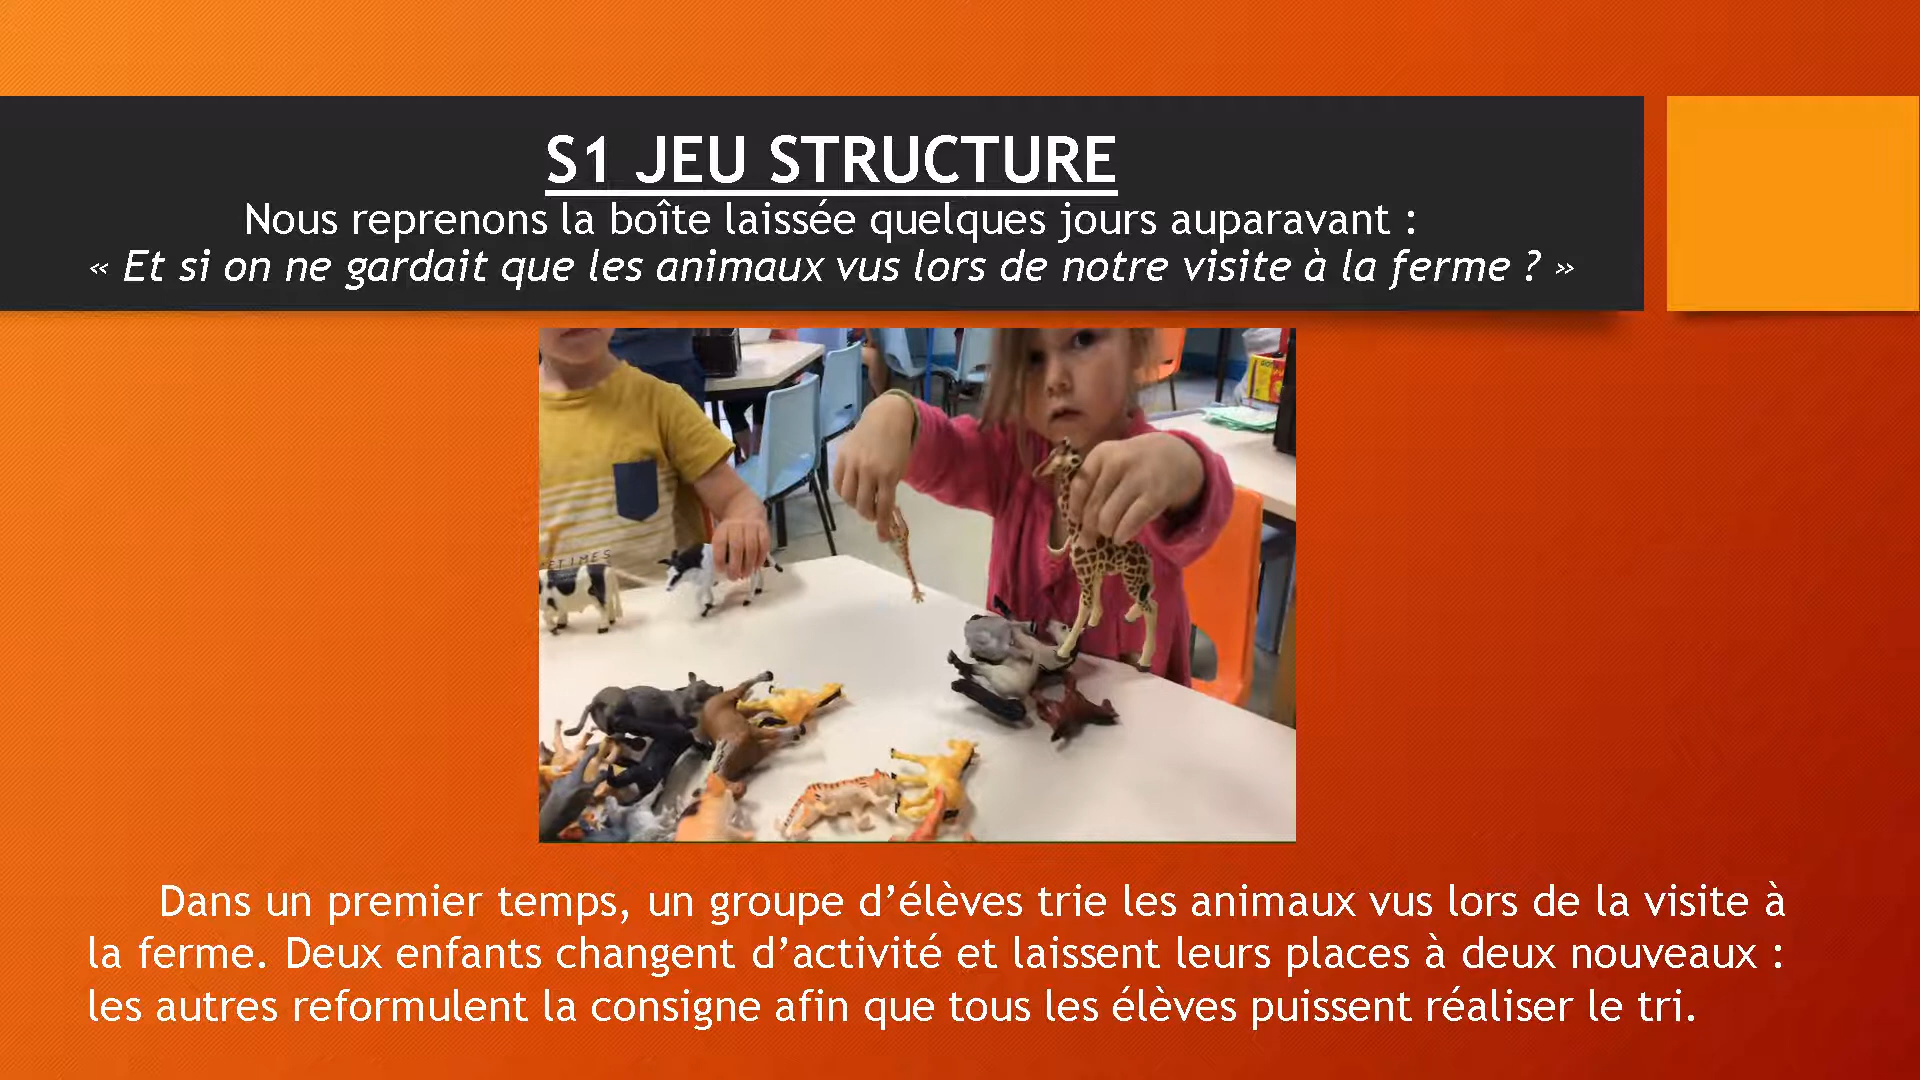 S1 JEU STRUCTURE
Nous reprenons la boîte laissée quelques jours auparavant :
« Et si on ne gardait que les animaux vus lors de notre visite à la ferme ? »
ETIMES
Dans un premier temps, un groupe d’élèves trie les animaux vus lors de la visite à
la ferme. Deux enfants changent d’activité et laissent leurs places à deux nouveaux :
les autres reformulent la consigne afin que tous les élèves puissent réaliser le tri.